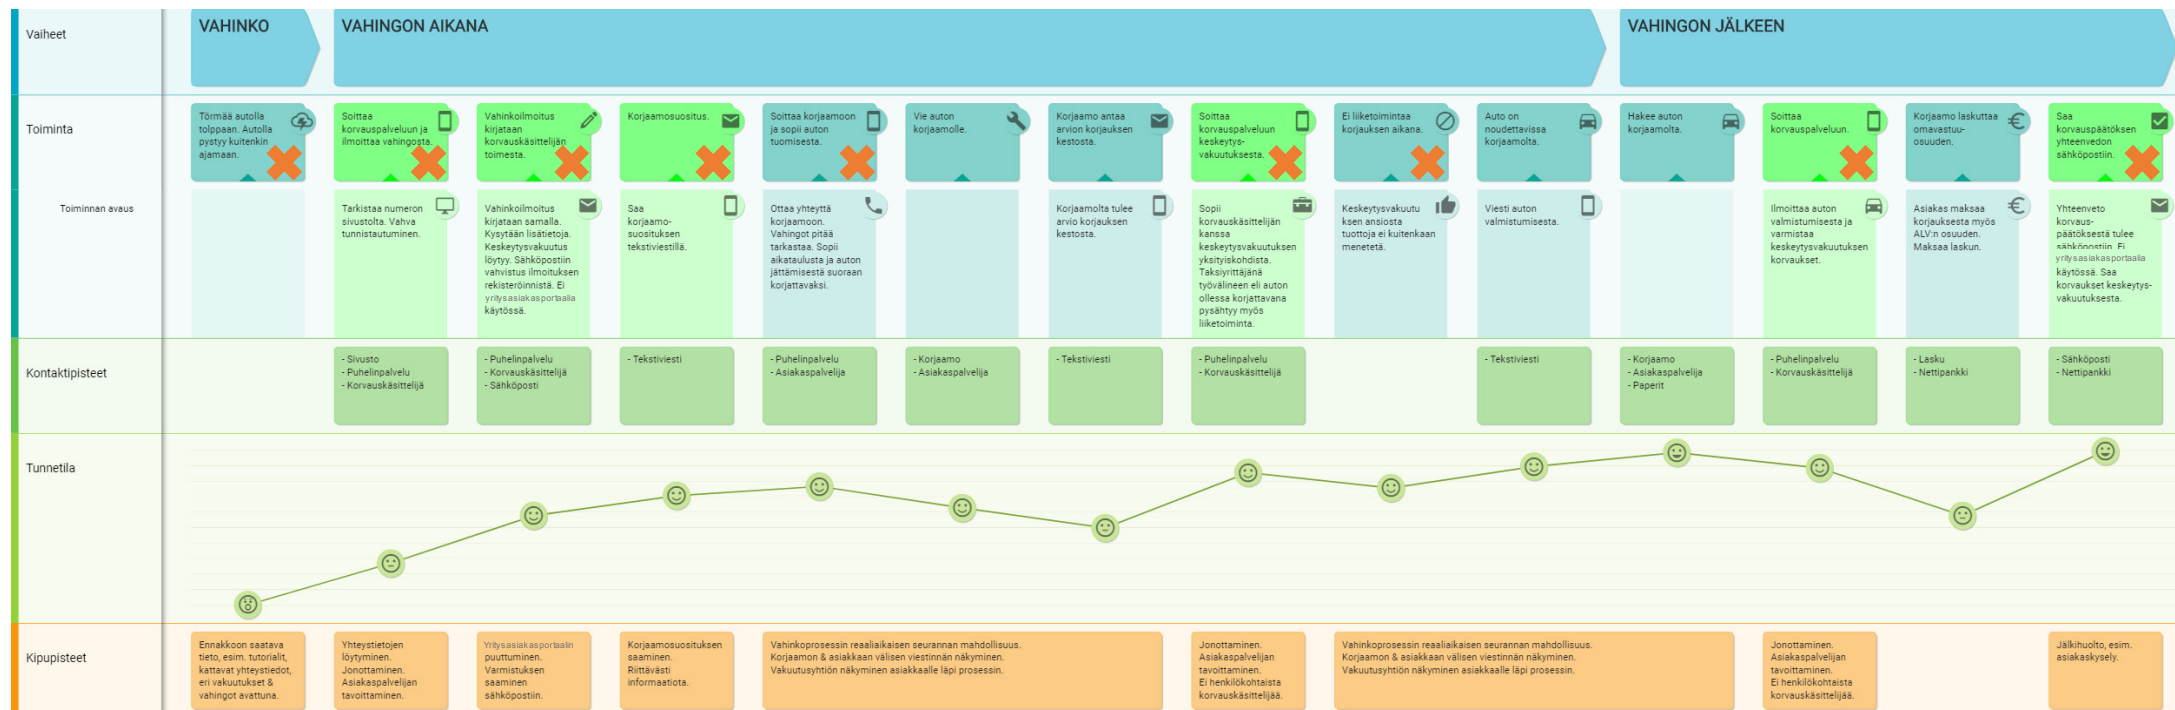 Vaiheet
VAHINKO
VAHINGON AIKANA
VAHINGON JÄLKEEN
Toiminta
Törmää autolla
tolppaan. Autolla
pystyy kuitenkin
ajamaan.
Soittaa
korvauspalveluun ja
ilmoittaa vahingosta.
Vahinkoilmoitus
kirjataan
korvauskäsittelijän
toimesta.
Korjaamosuositus.
Soittaa korjaamoon
ja sopii auton
tuomisesta.
Vie auton
korjaamolle.
Korjaamo antaa
arvion korjauksen
kestosta.
Soittaa
korvauspalveluun
keskeytys-
vakuutuksesta.
Ei liiketoimintaa
korjauksen aikana.
Auto on
noudettavissa
korjaamolta.
Hakee auton
korjaamolta.
Soittaa
korvauspalveluun.
Korjaamo laskuttaa
omavastuu-
osuuden.
Saa
korvauspäätöksen
yhteenvedon
sähköpostiin.
Toiminnan avaus
Tarkistaa numeron
sivustolta. Vahva
tunnistautuminen.
Vahinkoilmoitus
kirjataan samalla.
Kysytään lisätietoja.
Keskeytysvakuutus
löytyy. Sähköpostiin
vahvistus ilmoituksen
rekisteröinnistä. Ei
yritysasiakasportaalia
käytössä.
Saa
korjaamo-
suosituksen
tekstiviestillä.
Ottaa yhteyttä
korjaamoon.
Vahingot pitää
tarkastaa. Sopii
aikataulusta ja auton
jättämisestä suoraan
korjattavaksi.
Korjaamolta tulee
arvio korjauksen
kestosta.
Sopii
korvauskäsittelijän
kanssa
keskeytysvakuutuksen
yksityiskohdista.
Taksiyrittäjänä
työvälineen eli auton
ollessa korjattavana
pysähtyy myös
liiketoiminta.
Keskeytysvakuutu
ksen ansiosta
tuottoja ei kuitenkaan
menetetä.
Viesti auton
valmistumisesta.
Ilmoittaa auton
valmistumisesta ja
varmistaa
keskeytysvakuutuksen
korvaukset.
Asiakas maksaa
korjauksesta myös
ALV:n osuuden.
Maksaa laskun.
Yhteenveto
korvaus-
päätöksestä tulee
sähköpostiin. Ei
yritysasiakasportaalia
käytössä. Saa
korvaukset keskeytys-
vakuutuksesta.
Kontaktipisteet
- Sivusto
- Puhelinpalvelu
- Korvauskäsittelijä
- Puhelinpalvelu
- Korvauskäsittelijä
- Sähköposti
- Tekstiviesti
- Puhelinpalvelu
- Asiakaspalvelija
- Korjaamo
- Asiakaspalvelija
- Tekstiviesti
- Puhelinpalvelu
- Korvauskäsittelijä
- Tekstiviesti
- Korjaamo
- Asiakaspalvelija
- Paperit
- Puhelinpalvelu
- Korvauskäsittelijä
- Lasku
- Nettipankki
- Sähköposti
- Nettipankki
Tunnetila
Kipupisteet
Ennakkoon saatava
tieto, esim. tutorialit,
kattavat yhteystiedot,
eri vakuutukset &
vahingot avattuna.
Yhteystietojen
löytyminen.
Jonottaminen.
Asiakaspalvelijan
tavoittaminen.
Yritysasiakasportaalin
puuttuminen.
Varmistuksen
saaminen
sähköpostiin.
Korjaamosuosituksen
saaminen.
Riittävästi
informaatiota.
Vahinkoprosessin reaaliaikaisen seurannan mahdollisuus.
Korjaamon & asiakkaan välisen viestinnän näkyminen.
Vakuutusyhtiön näkyminen asiakkaalle läpi prosessin.
Jonottaminen.
Asiakaspalvelijan
tavoittaminen.
Ei henkilökohtaista
korvauskäsittelijää.
Vahinkoprosessin reaaliaikaisen seurannan mahdollisuus.
Korjaamon & asiakkaan välisen viestinnän näkyminen.
Vakuutusyhtiön näkyminen asiakkaalle läpi prosessin.
Jonottaminen.
Asiakaspalvelijan
tavoittaminen.
Ei henkilökohtaista
korvauskäsittelijää.
Jälkihuolto, esim.
asiakaskysely.